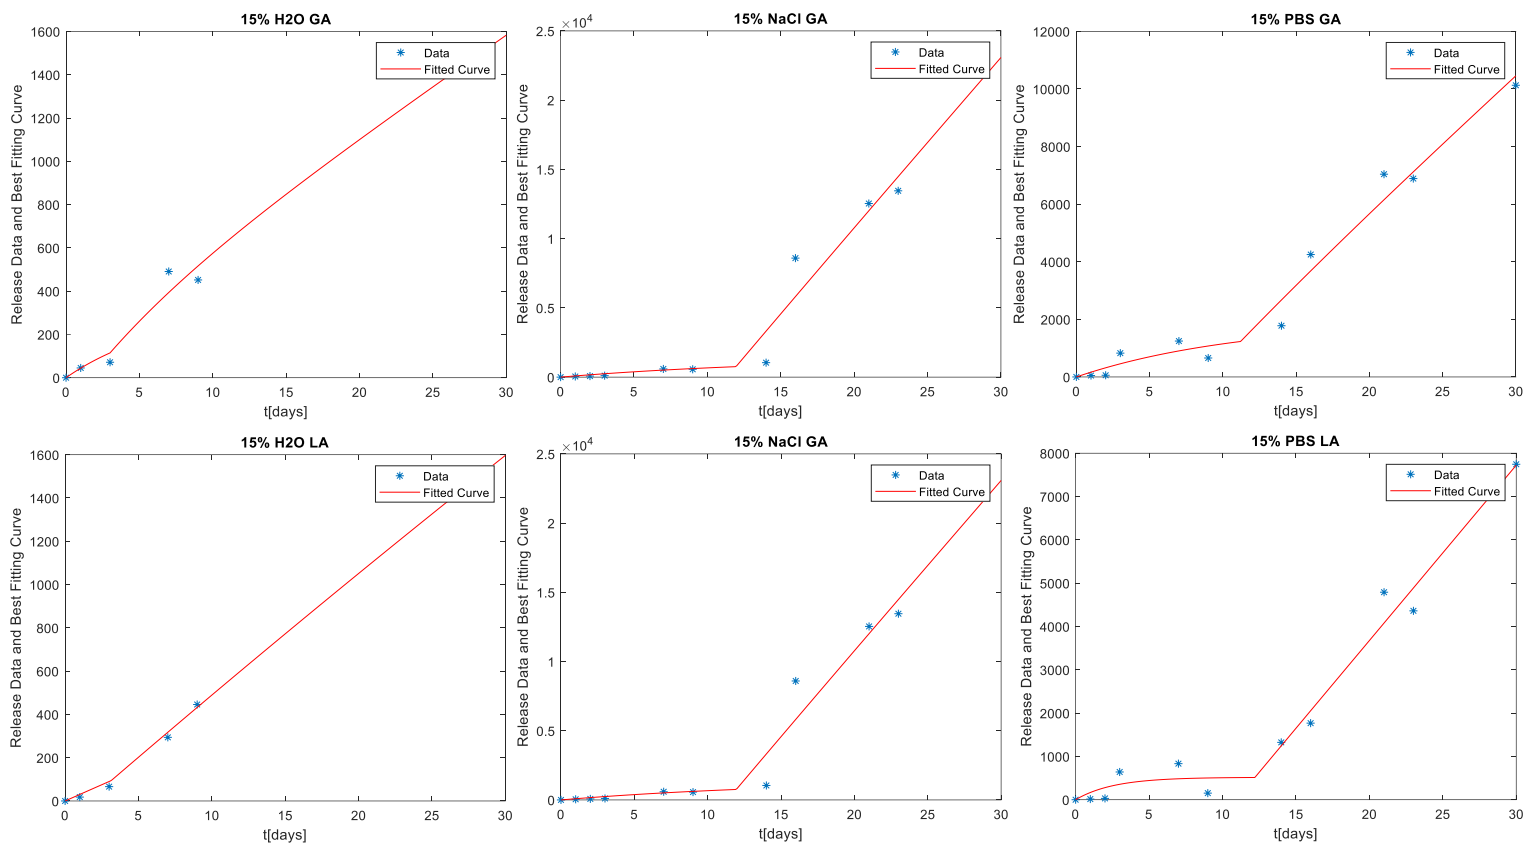 15% H2O GA
Release Data and Best Fitting Curve
1600
1400
1200
1000
800
600
400
200
0
Data
Fitted Curve
0 5 10 15 20 25 30
t[days]
15% NaCl GA
×10^4
Release Data and Best Fitting Curve
2.5
2
1.5
1
0.5
0
Data
Fitted Curve
0 5 10 15 20 25 30
t[days]
15% PBS GA
Release Data and Best Fitting Curve
12000
10000
8000
6000
4000
2000
0
Data
Fitted Curve
0 5 10 15 20 25 30
t[days]
15% H2O LA
Release Data and Best Fitting Curve
1600
1400
1200
1000
800
600
400
200
0
Data
Fitted Curve
0 5 10 15 20 25 30
t[days]
15% NaCl GA
×10^4
Release Data and Best Fitting Curve
2.5
2
1.5
1
0.5
0
Data
Fitted Curve
0 5 10 15 20 25 30
t[days]
15% PBS LA
Release Data and Best Fitting Curve
8000
7000
6000
5000
4000
3000
2000
1000
0
Data
Fitted Curve
0 5 10 15 20 25 30
t[days]